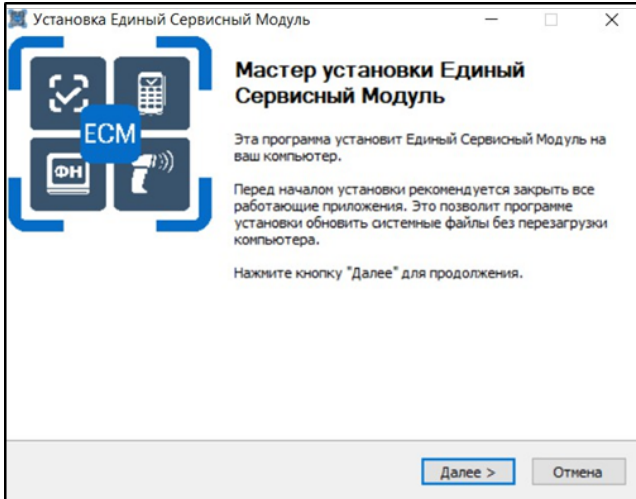 Установка Единый Сервисный Модуль
ЕСМ
ФН
Мастер установки Единый
Сервисный Модуль
Эта программа установит Единый Сервисный Модуль на
ваш компьютер.
Перед началом установки рекомендуется закрыть все
работающие приложения. Это позволит программе
установки обновить системные файлы без перезагрузки
компьютера.
Нажмите кнопку "Далее" для продолжения.
Далее >
Отмена